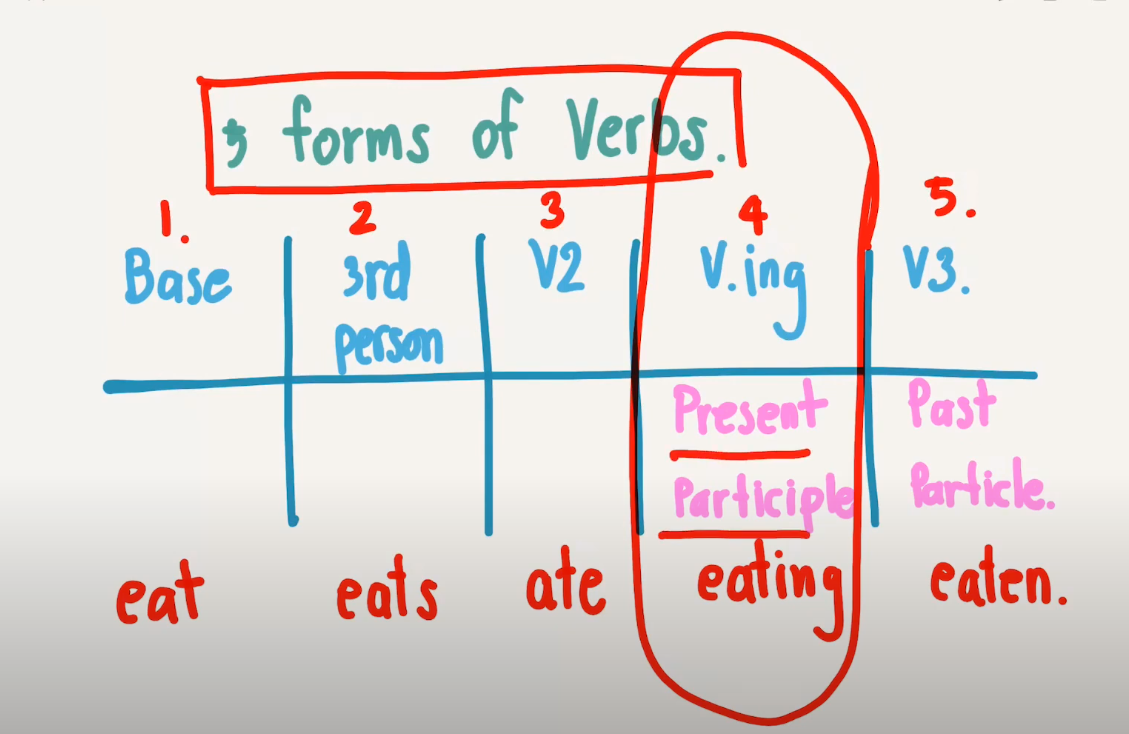 5 forms of Verbs.
1. 2 3 4 5.
Base 3rd person V2 V.ing V3.
Present Participle Past Particle.
eat eats ate eating eaten.